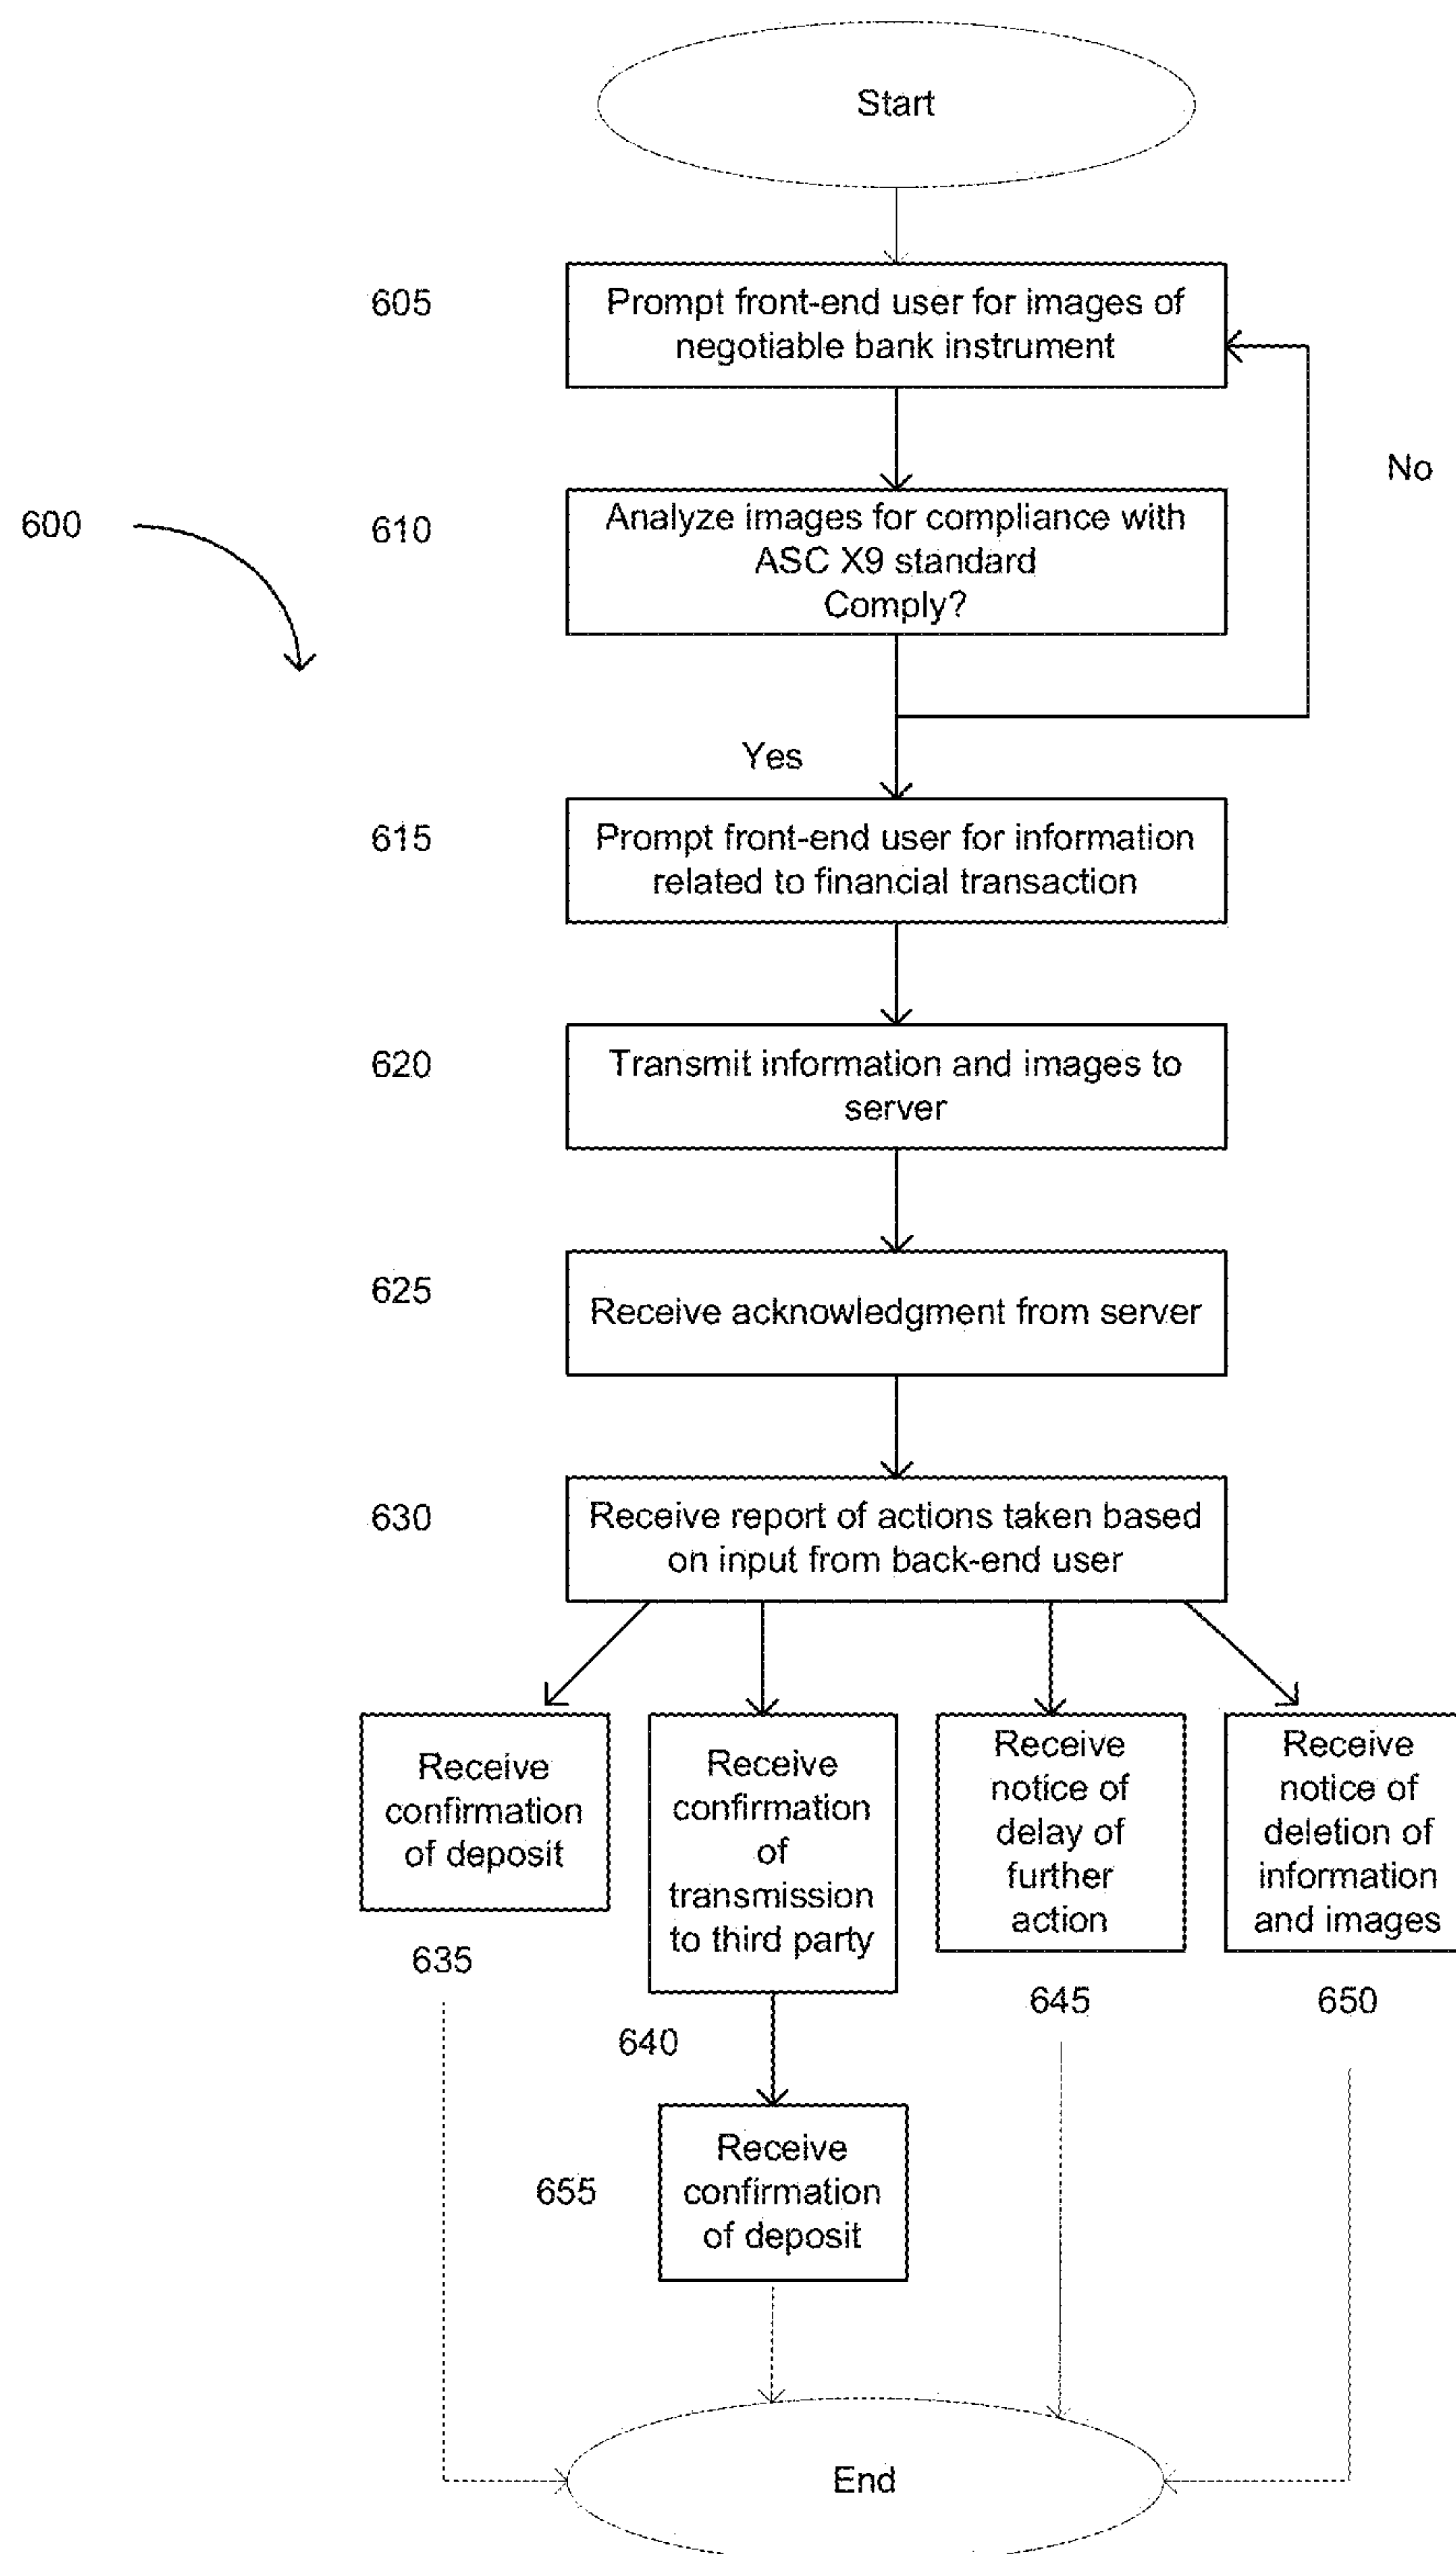 Start
605
Prompt front-end user for images of
negotiable bank instrument
No
600
610
Analyze images for compliance with
ASC X9 standard
Comply?
Yes
615
Prompt front-end user for information
related to financial transaction
620
Transmit information and images to
server
625
Receive acknowledgment from server
630
Receive report of actions taken based
on input from back-end user
Receive
confirmation
of deposit
635
Receive
confirmation
of
transmission
to third party
640
Receive
notice of
delay of
further
action
645
Receive
notice of
deletion of
information
and images
650
655
Receive
confirmation
of deposit
End